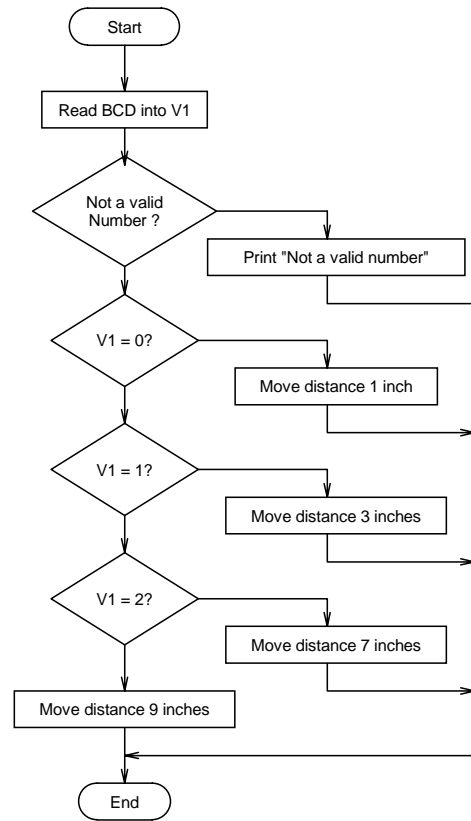 Start
Read BCD into V1
Not a valid
Number ?
Print "Not a valid number"
V1 = 0?
Move distance 1 inch
V1 = 1?
Move distance 3 inches
V1 = 2?
Move distance 7 inches
Move distance 9 inches
End